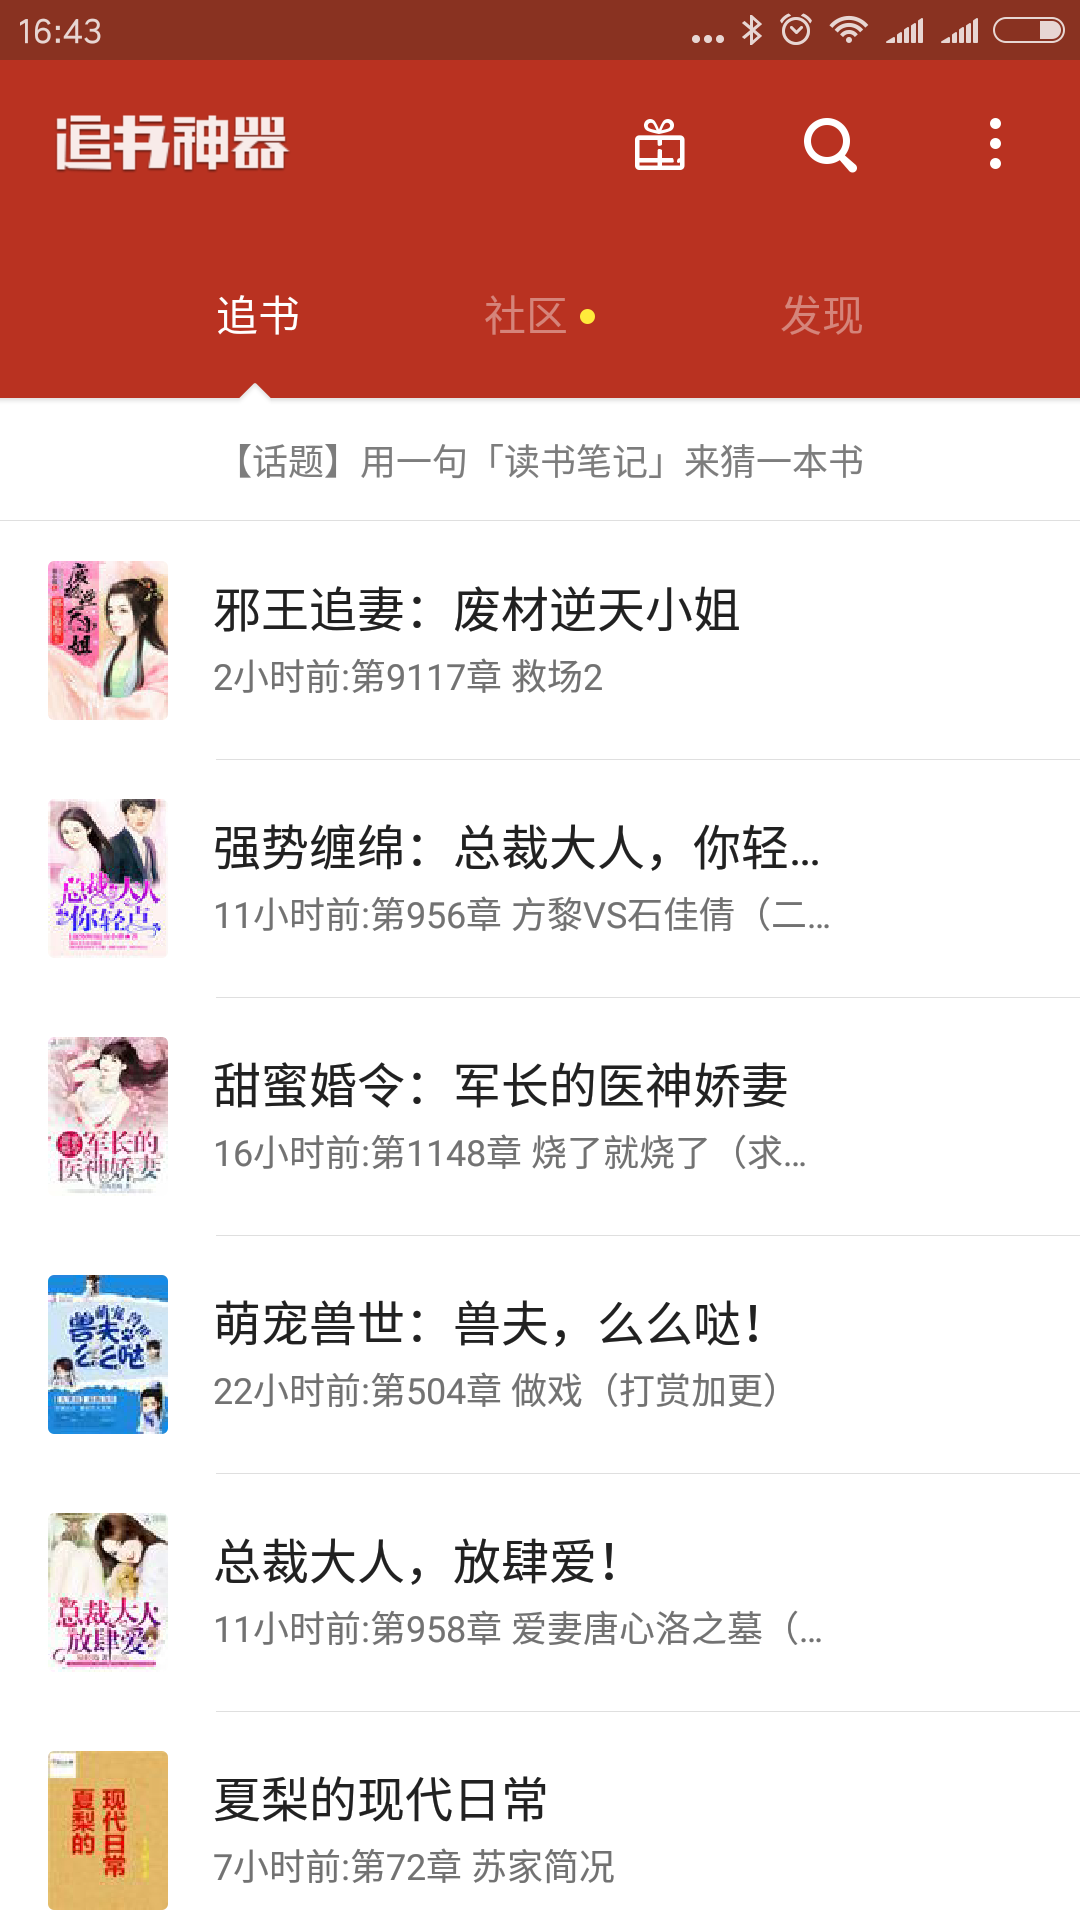 16:43
追书神器
追书
社区
发现
【话题】用一句「读书笔记」来猜一本书
废材逆天小姐
邪王追妻：废材逆天小姐
2小时前:第9117章 救场2
总裁大人
你轻点
强势缠绵：总裁大人，你轻...
11小时前:第956章 方黎VS石佳倩（二...
军长的
医神娇妻
甜蜜婚令：军长的医神娇妻
16小时前:第1148章 烧了就烧了（求...
萌宠兽世
兽夫
么么哒
萌宠兽世：兽夫，么么哒！
22小时前:第504章 做戏（打赏加更）
总裁大人
放肆爱
总裁大人，放肆爱！
11小时前:第958章 爱妻唐心洛之墓（...
夏梨的
现代日常
夏梨的现代日常
7小时前:第72章 苏家简况